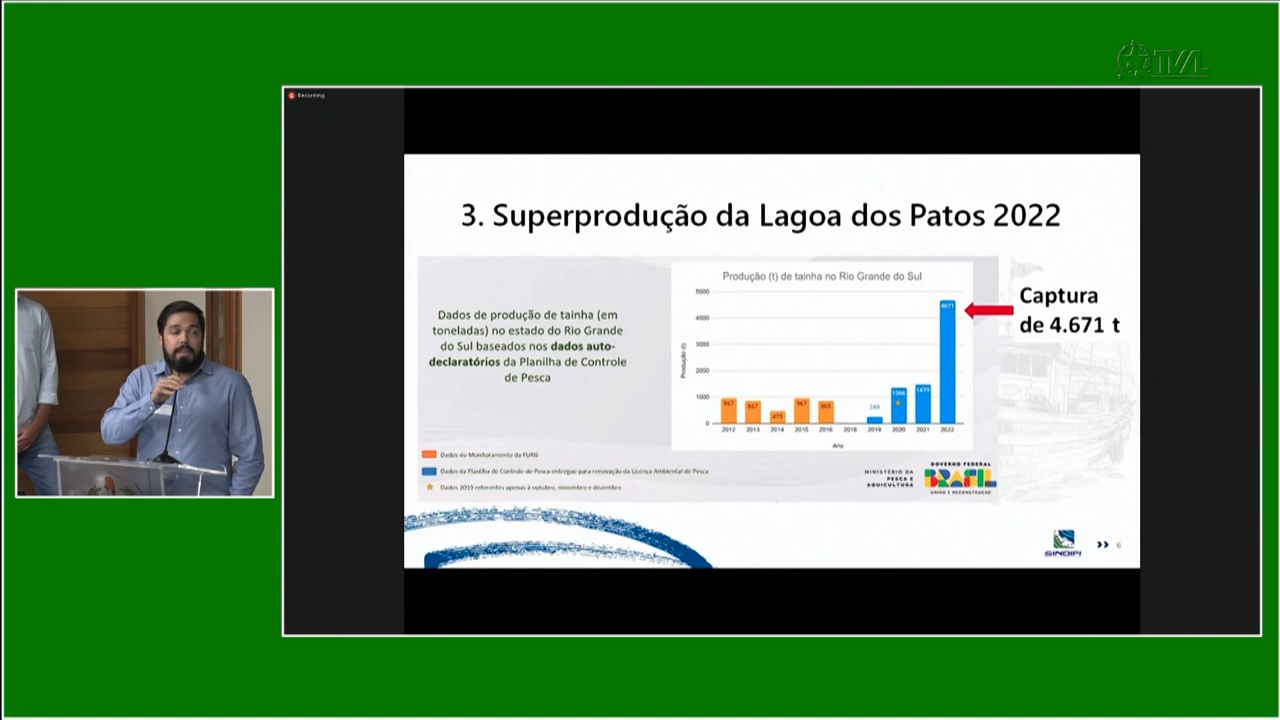 TVAL
Recording
3. Superprodução da Lagoa dos Patos 2022
Dados de produção de tainha (em
toneladas) no estado do Rio Grande
do Sul baseados nos dados auto-
declaratórios da Planilha de Controle
de Pesca
Produção (t) de tainha no Rio Grande do Sul
Produção (t)
5000
4000
3000
2000
1000
0
967
867
475
967
865
249
1366
1479
4671
2012 2013 2014 2015 2016 2018 2019 2020 2021 2022
Ano
Captura
de 4.671 t
Dados do Monitoramento da FURG
Dados da Planilha de Controle de Pesca entregue para renovação da Licença Ambiental de Pesca
Dados 2019 referentes apenas à outubro, novembro e dezembro
MINISTÉRIO DA
PESCA E
AQUICULTURA
GOVERNO FEDERAL
BRASIL
UNIÃO E RECONSTRUÇÃO
SINDIPI
6